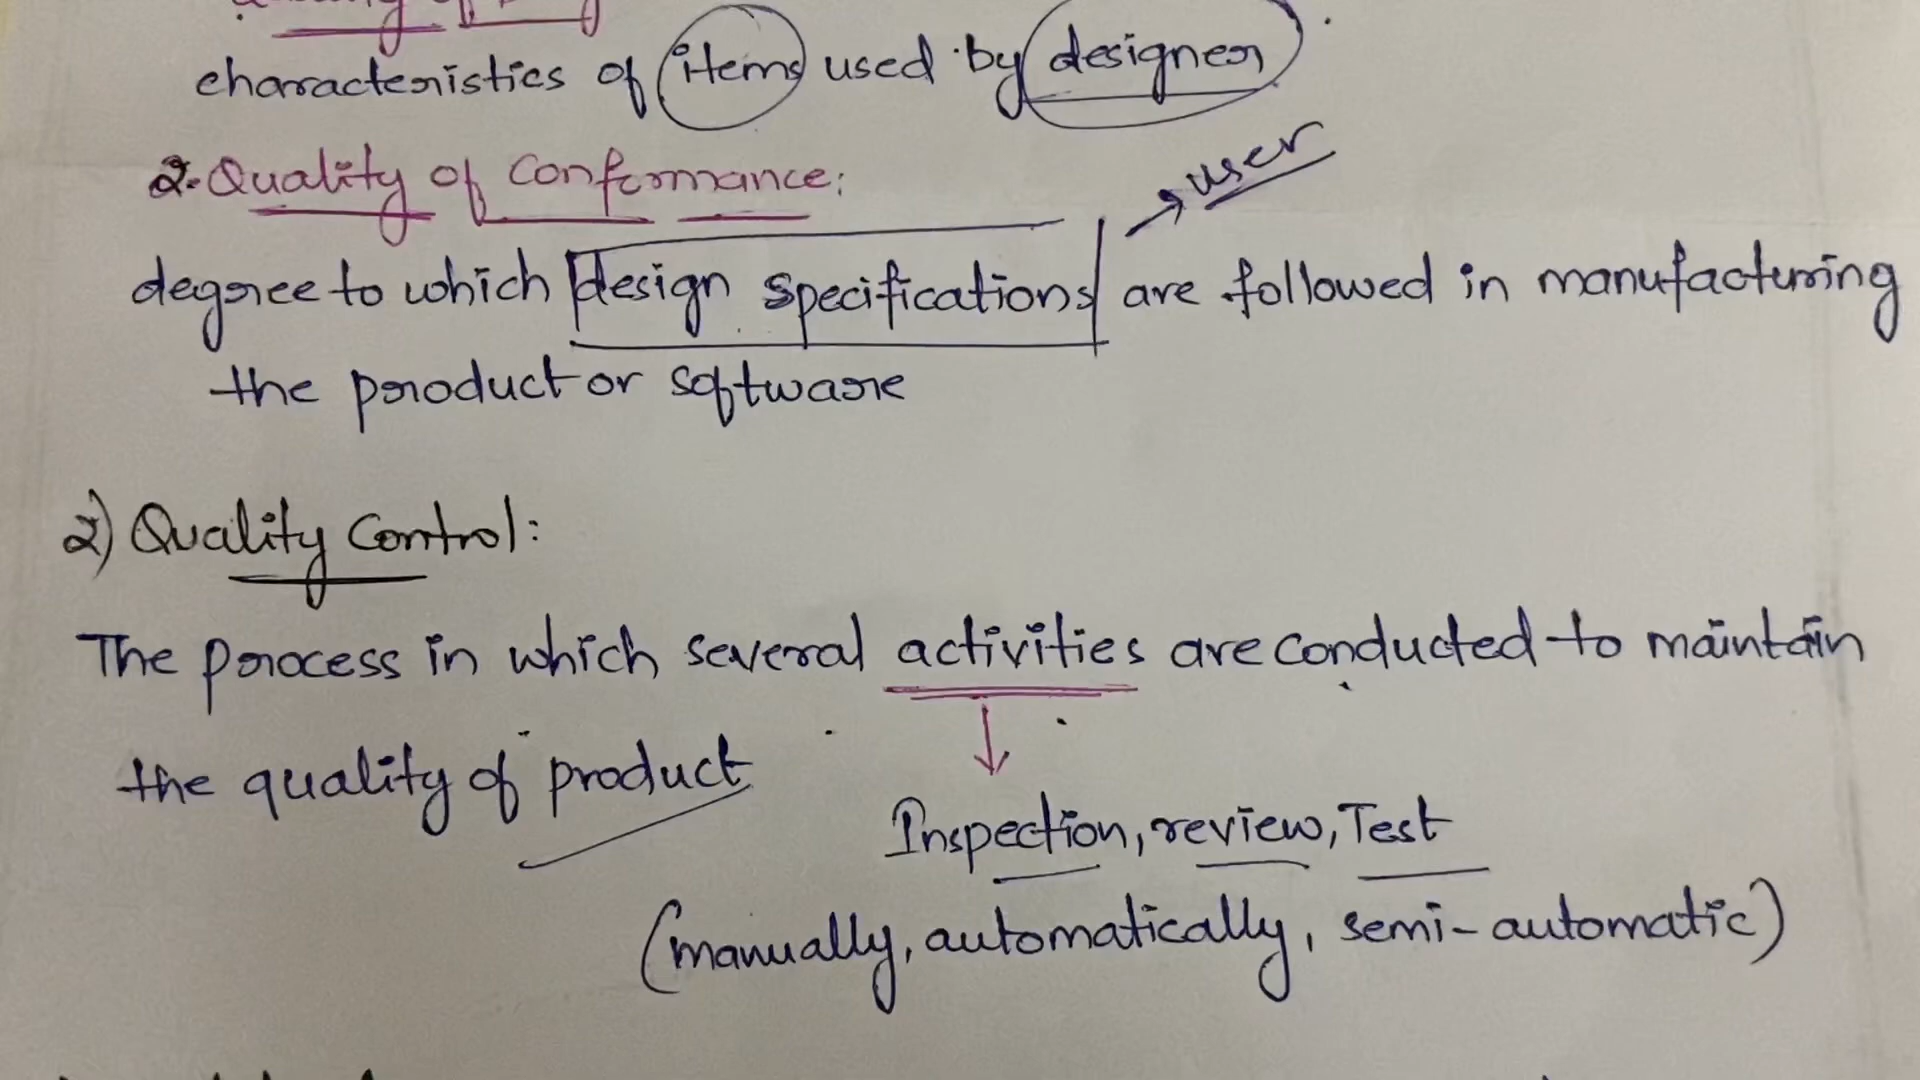 characteristics of items used by designer
2. Quality of Conformance:
→ user
degree to which design specifications are followed in manufacturing
the product or software
2) Quality Control:
The process in which several activities are conducted to maintain
the quality of product
Inspection, review, Test
(manually, automatically, semi-automatic)